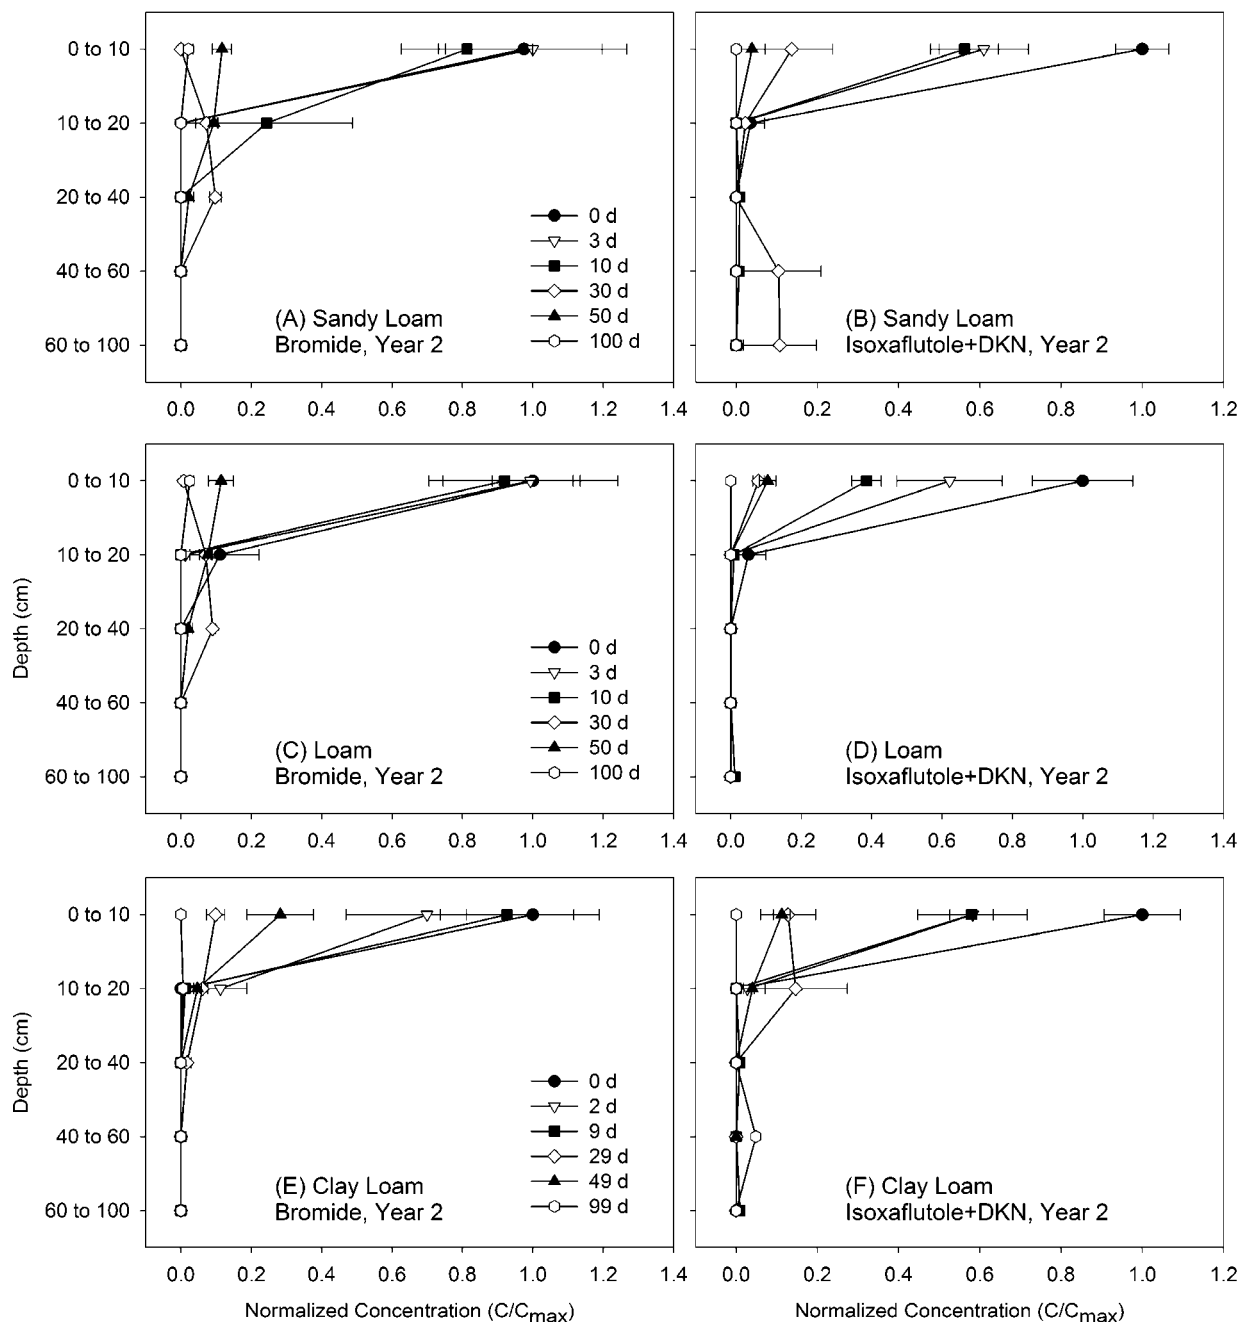 0 to 10
10 to 20
20 to 40
40 to 60
60 to 100
0 d
3 d
10 d
30 d
50 d
100 d
(A) Sandy Loam
Bromide, Year 2
0.0 0.2 0.4 0.6 0.8 1.0 1.2 1.4
(B) Sandy Loam
Isoxaflutole+DKN, Year 2
0.0 0.2 0.4 0.6 0.8 1.0 1.2
Depth (cm)
0 to 10
10 to 20
20 to 40
40 to 60
60 to 100
0 d
3 d
10 d
30 d
50 d
100 d
(C) Loam
Bromide, Year 2
0.0 0.2 0.4 0.6 0.8 1.0 1.2 1.4
(D) Loam
Isoxaflutole+DKN, Year 2
0.0 0.2 0.4 0.6 0.8 1.0 1.2 1.4
Depth (cm)
0 to 10
10 to 20
20 to 40
40 to 60
60 to 100
0 d
2 d
9 d
29 d
49 d
99 d
(E) Clay Loam
Bromide, Year 2
0.0 0.2 0.4 0.6 0.8 1.0 1.2 1.4
Normalized Concentration (C/Cmax)
(F) Clay Loam
Isoxaflutole+DKN, Year 2
0.0 0.2 0.4 0.6 0.8 1.0 1.2
Normalized Concentration (C/Cmax)